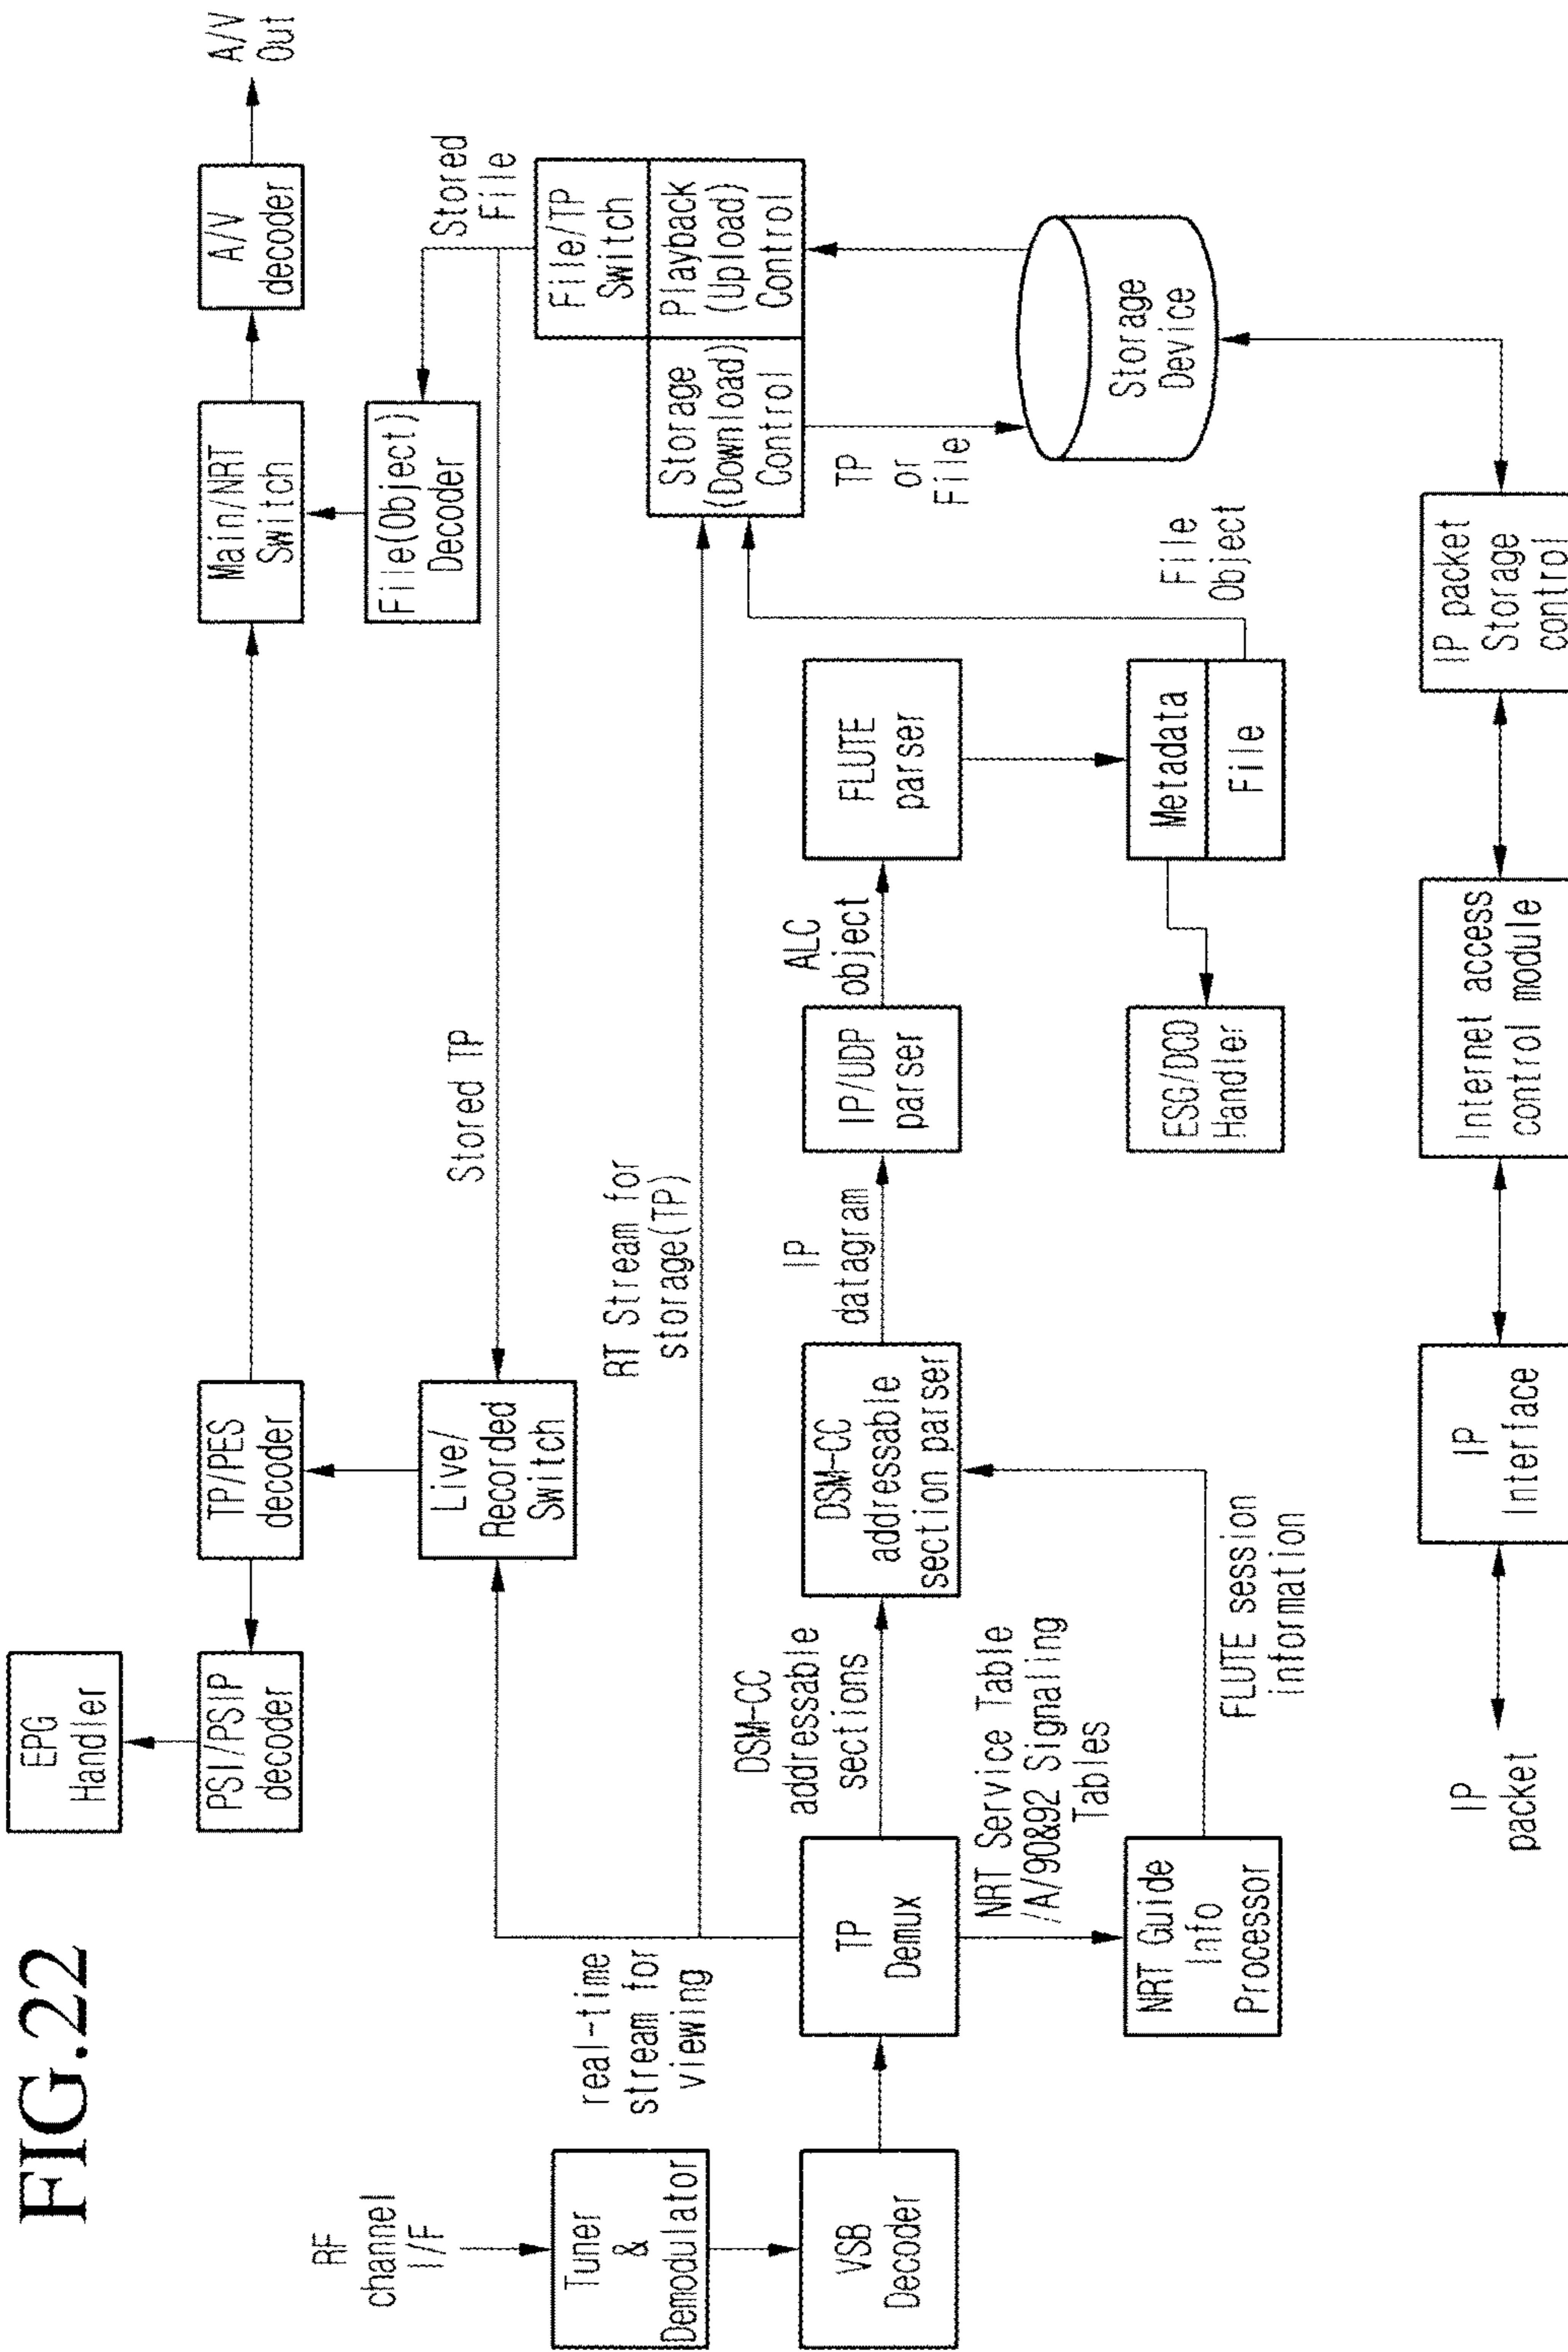 FIG.22
EPG
Handler
PSI/PSIP
decoder
TP/PES
decoder
Main/NRT
Switch
A/V
decoder
A/V
Out
Live/
Recorded
Switch
File(Object)
Decoder
Stored
File
Stored TP
RF
channel
I/F
Tuner
&
Demodulator
VSB
Decoder
real-time
stream for
viewing
RT Stream for
storage(TP)
File/TP
Switch
Storage
(Download)
Control
Playback
(Upload)
Control
TP
or
File
Storage
Device
TP
Demux
DSM-CC
addressable
sections
DSM-CC
addressable
section parser
IP
datagram
IP/UDP
parser
ALC
object
FLUTE
parser
NRT Service Table
/A/90&92 Signaling
Tables
NRT Guide
Info
Processor
FLUTE session
information
ESG/DCD
Handler
Metadata
File
File
Object
IP
packet
IP
Interface
Internet access
control module
IP packet
Storage
control